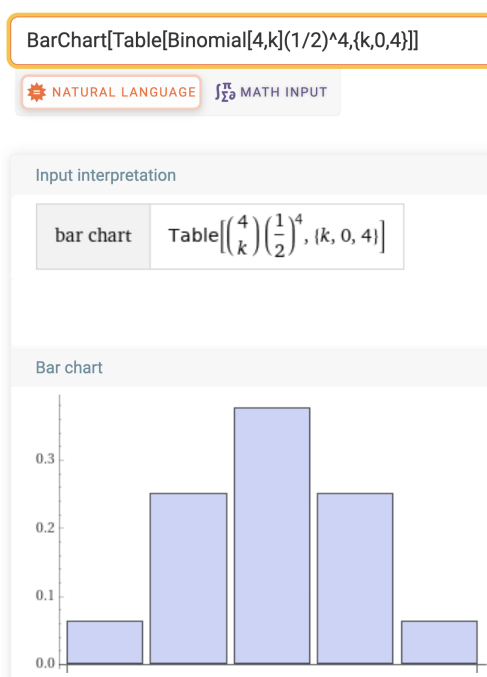 BarChart[Table[Binomial[4,k](1/2)^4,{k,0,4}]]
NATURAL LANGUAGE ∫π Σ∂ MATH INPUT
Input interpretation
bar chart Table[(4 k)(1/2)^4, {k, 0, 4}]
Bar chart
0.3
0.2
0.1
0.0